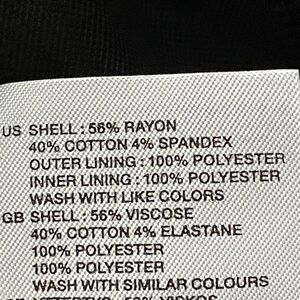 US SHELL : 56% RAYON
40% COTTON 4% SPANDEX
OUTER LINING : 100% POLYESTER
INNER LINING : 100% POLYESTER
WASH WITH LIKE COLORS
GB SHELL : 56% VISCOSE
40% COTTON 4% ELASTANE
100% POLYESTER
100% POLYESTER
WASH WITH SIMILAR COLOURS